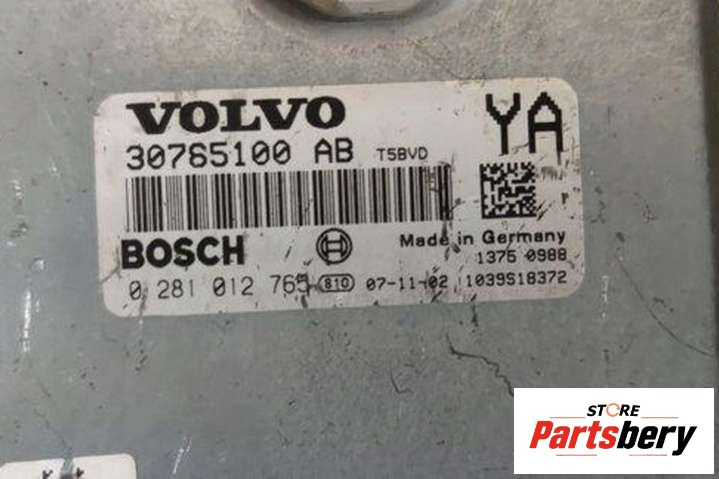 VOLVO YA
30765100 AB T5BVD
BOSCH Made in Germany
1375 0988
0 281 012 765 810 07-11-02 1039S18372
STORE
Partsbery